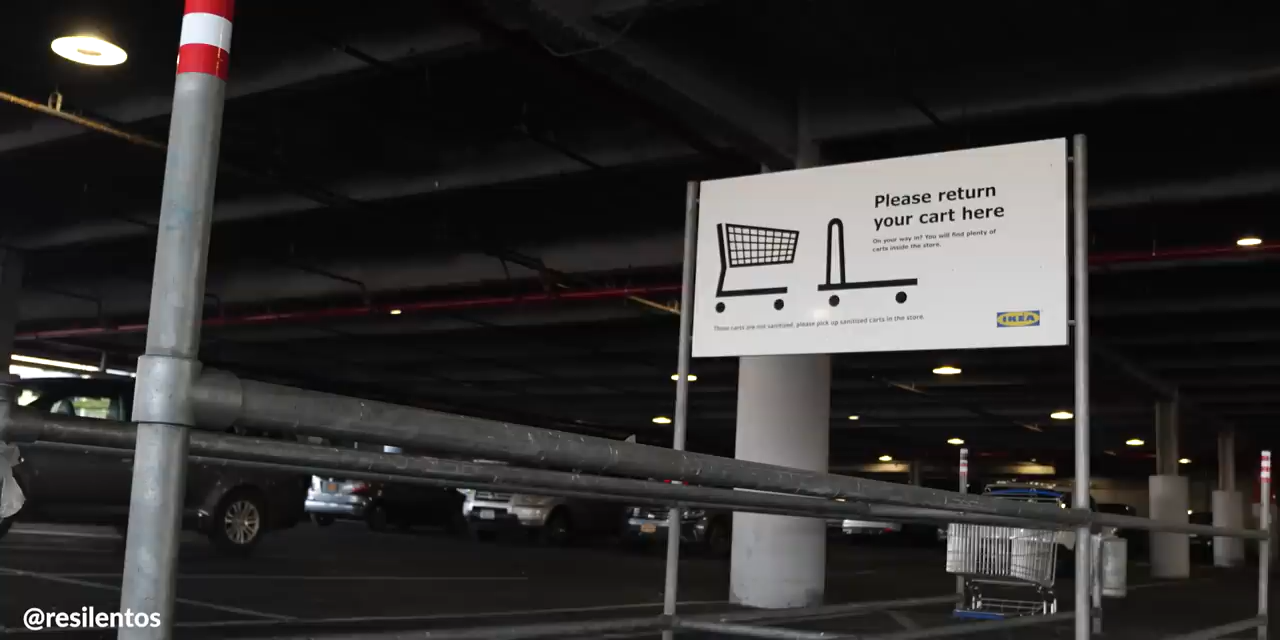 Please return
your cart here
On your way in? You will find plenty of
carts inside the store.
These carts are not sanitized, please pick up sanitised carts in the store.
IKEA
@resilentos